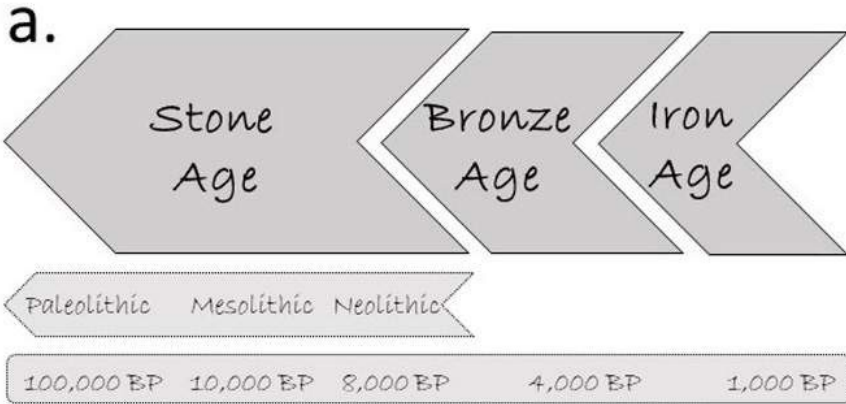 a.
Stone
Age
Bronze
Age
Iron
Age
Paleolithic Mesolithic Neolithic
100,000 BP 10,000 BP 8,000 BP 4,000 BP 1,000 BP